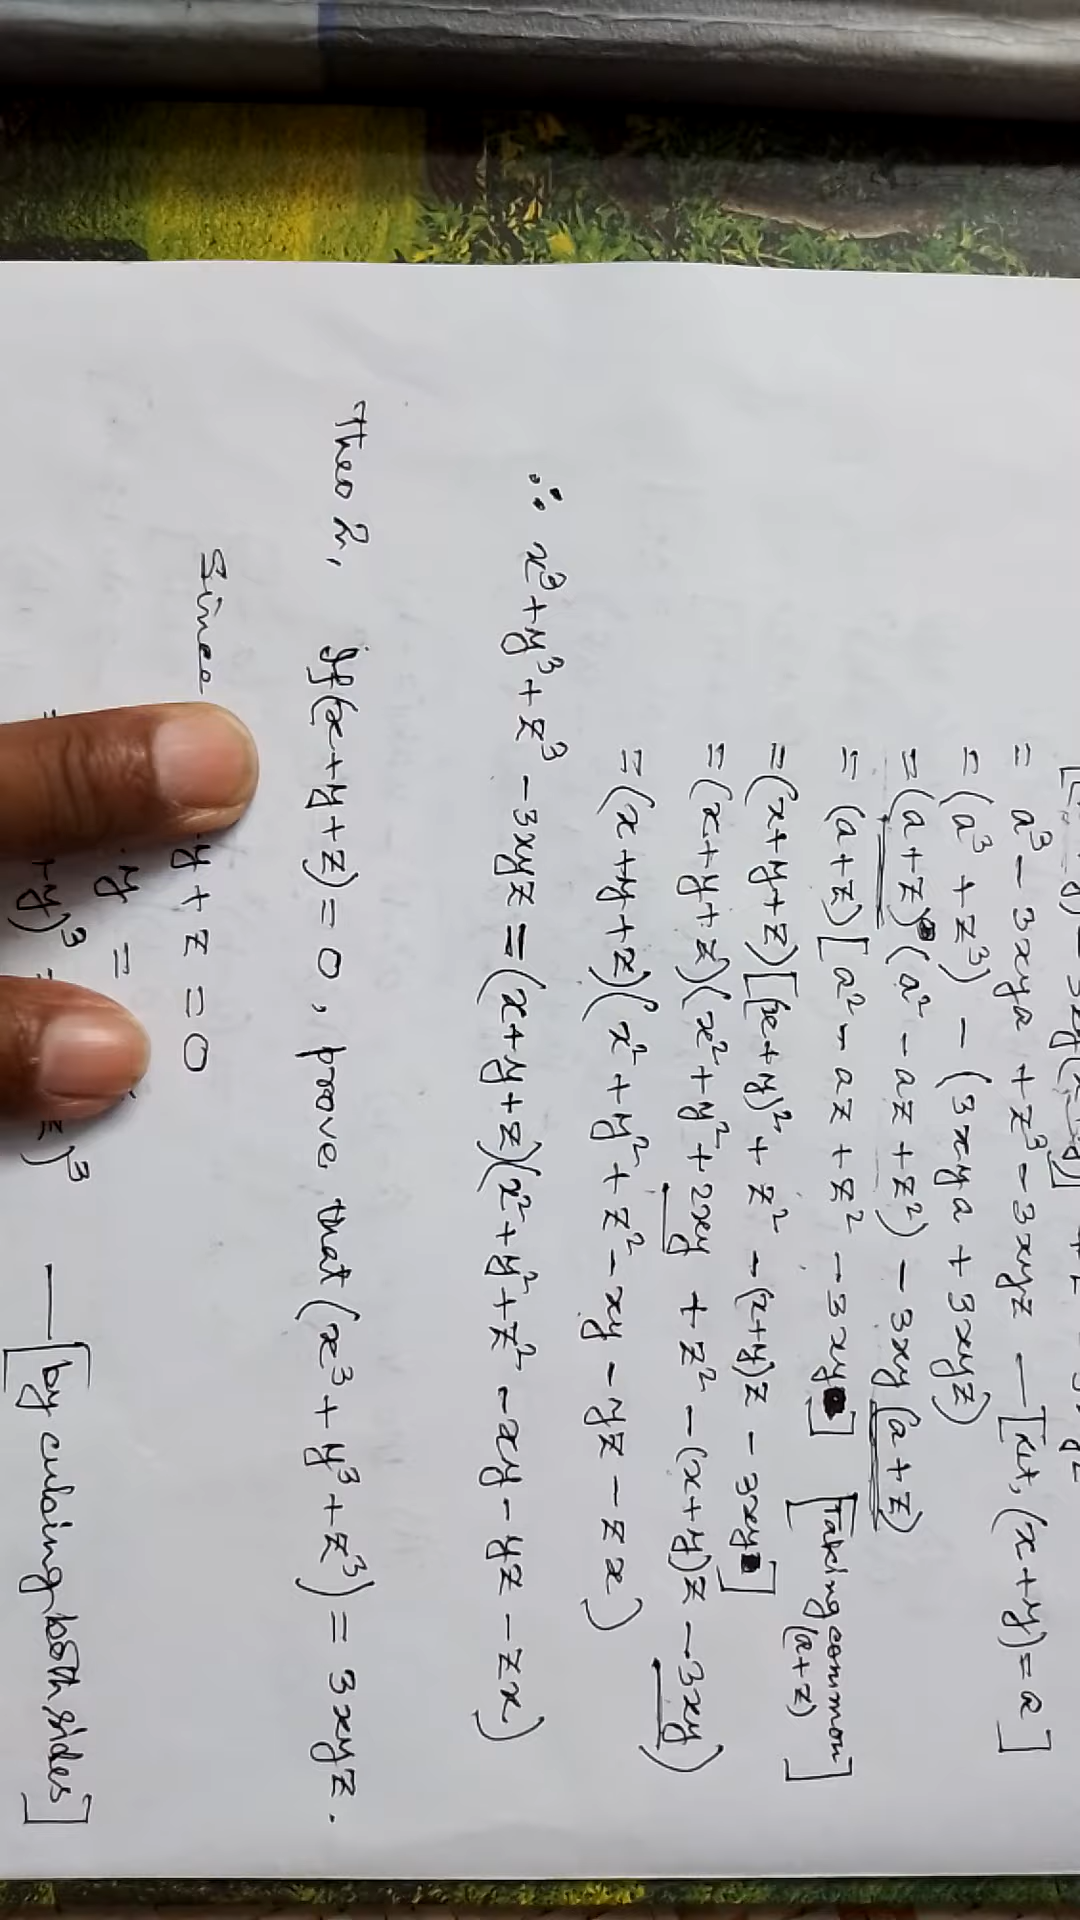 = a³ - 3xya + z³ - 3xyz — [Let, (x+y) = a]
= (a³ + z³) - (3xya + 3xyz)
= (a+z) (a² - az + z²) - 3xy (a+z)
= (a+z) [a² - az + z² - 3xy] [Taking common (a+z)]
= (x+y+z) [(x+y)² + z² - (x+y)z - 3xy]
= (x+y+z) (x² + y² + 2xy + z² - (x+y)z - 3xy)
= (x+y+z) (x² + y² + z² - xy - yz - zx)
∴ x³ + y³ + z³ - 3xyz = (x+y+z) (x² + y² + z² - xy - yz - zx)
Theo 2, If (x+y+z) = 0, prove that (x³ + y³ + z³) = 3xyz.
Since y + z = 0
y =
+y)³ = z)³ — [by cubing both sides]